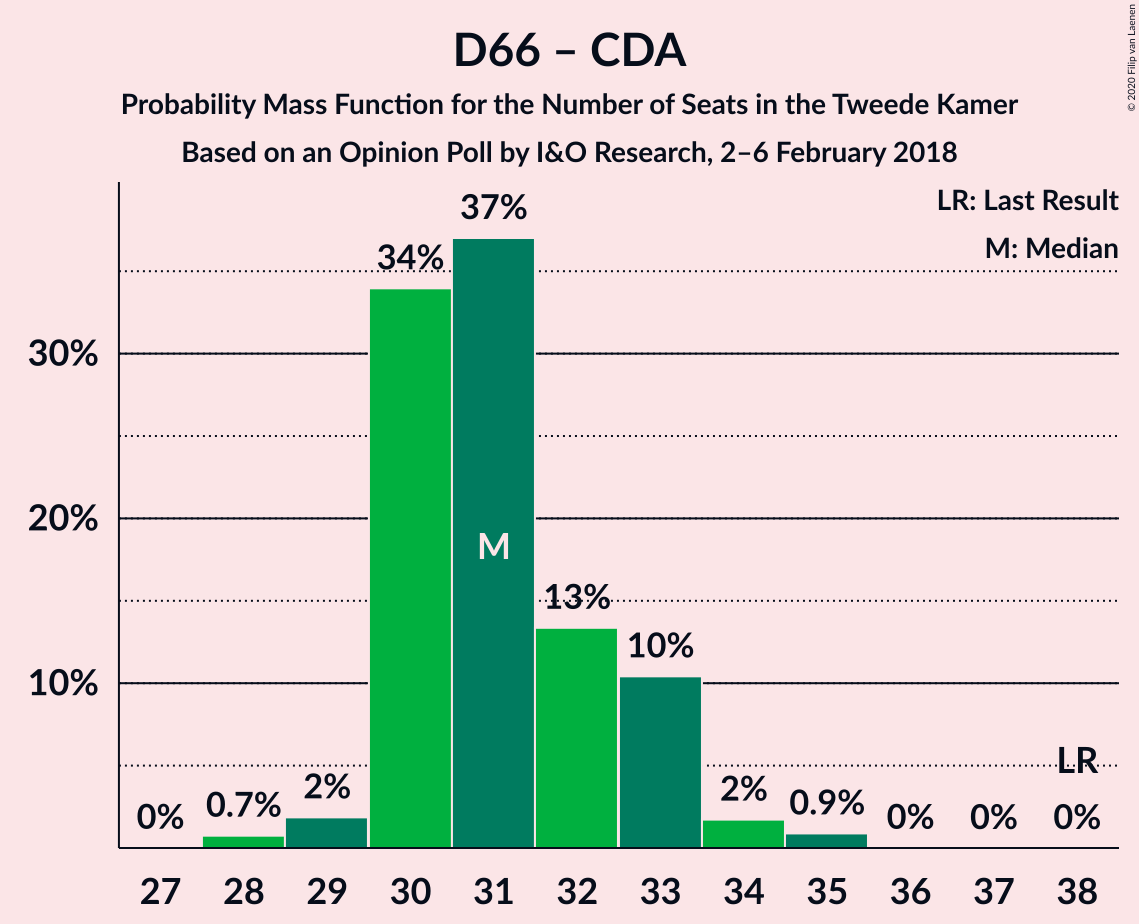 D66 – CDA
Probability Mass Function for the Number of Seats in the Tweede Kamer
Based on an Opinion Poll by I&O Research, 2–6 February 2018
© 2020 Filip van Laenen
LR: Last Result
M: Median
30%
20%
10%
0%
0.7%
2%
34%
37%
M
13%
10%
2%
0.9%
0%
0%
LR
0%
27 28 29 30 31 32 33 34 35 36 37 38